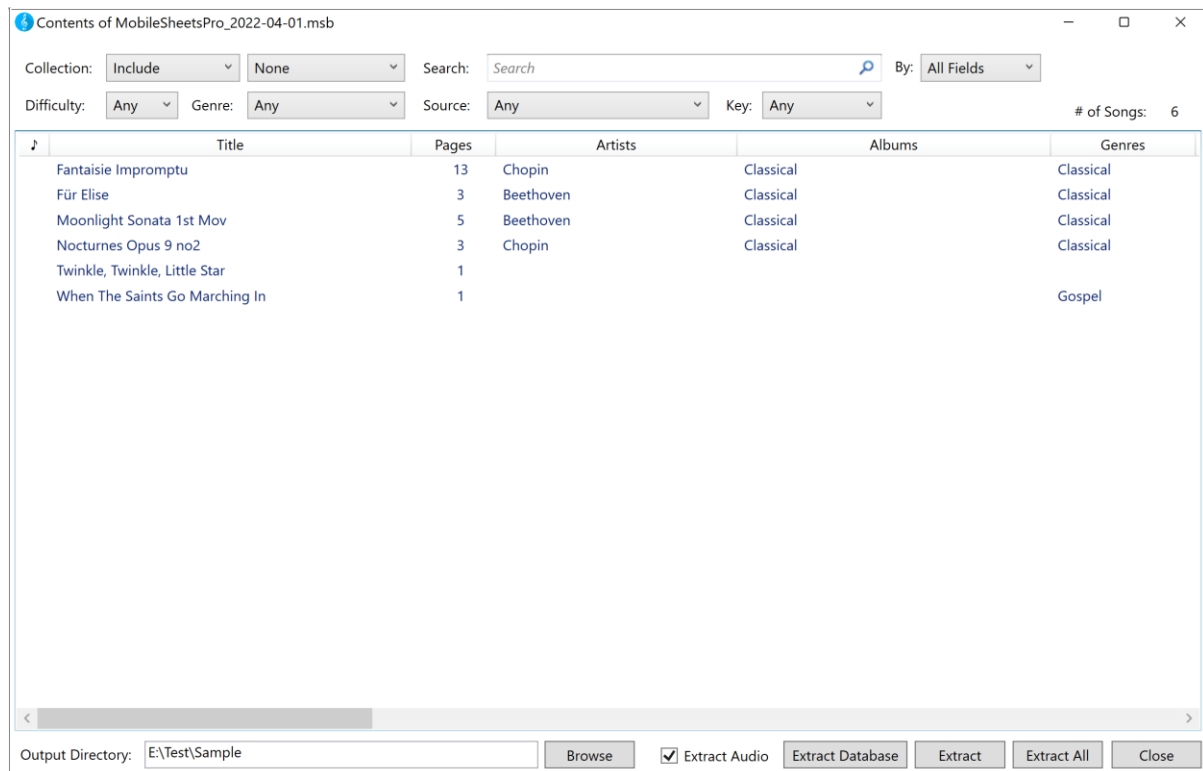 Contents of MobileSheetsPro_2022-04-01.msb
Collection: Include None Search: Search By: All Fields
Difficulty: Any Genre: Any Source: Any Key: Any # of Songs: 6
♪ Title Pages Artists Albums Genres
Fantaisie Impromptu 13 Chopin Classical Classical
Für Elise 3 Beethoven Classical Classical
Moonlight Sonata 1st Mov 5 Beethoven Classical Classical
Nocturnes Opus 9 no2 3 Chopin Classical Classical
Twinkle, Twinkle, Little Star 1
When The Saints Go Marching In 1 Gospel
Output Directory: E:\Test\Sample Browse Extract Audio Extract Database Extract Extract All Close